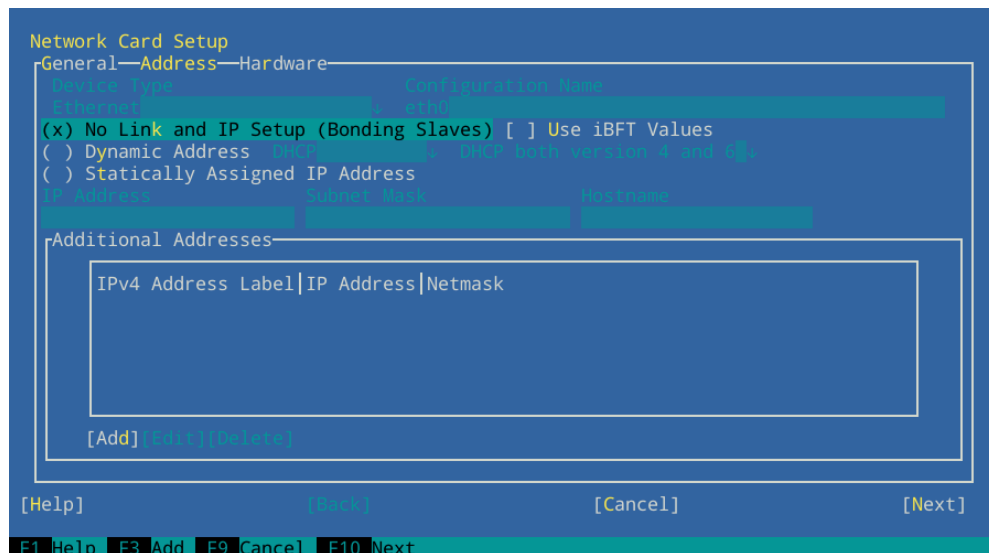 Network Card Setup
General—Address—Hardware
Device Type Configuration Name
Ethernet ↓ eth0
(x) No Link and IP Setup (Bonding Slaves) [ ] Use iBFT Values
( ) Dynamic Address DHCP ↓ DHCP both version 4 and 6 ↓
( ) Statically Assigned IP Address
IP Address Subnet Mask Hostname
Additional Addresses
IPv4 Address Label|IP Address|Netmask
[Add][Edit][Delete]
[Help] [Back] [Cancel] [Next]
F1 Help F3 Add F9 Cancel F10 Next